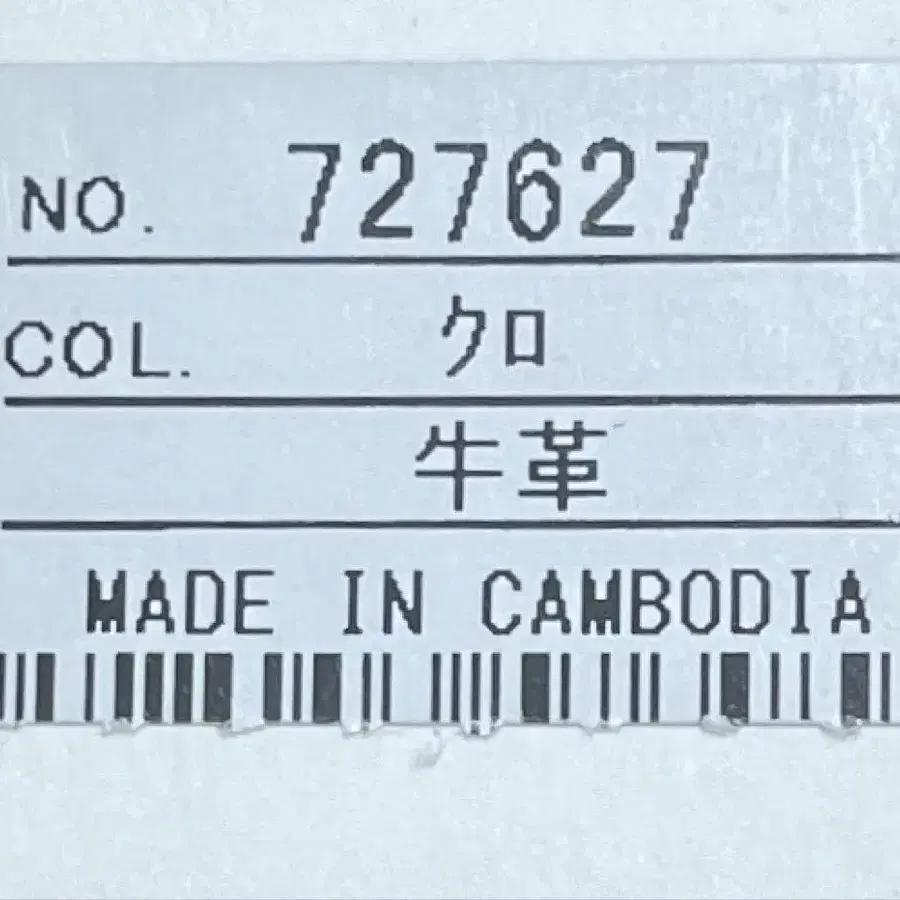 NO. 727627
COL. クロ
牛革
MADE IN CAMBODIA